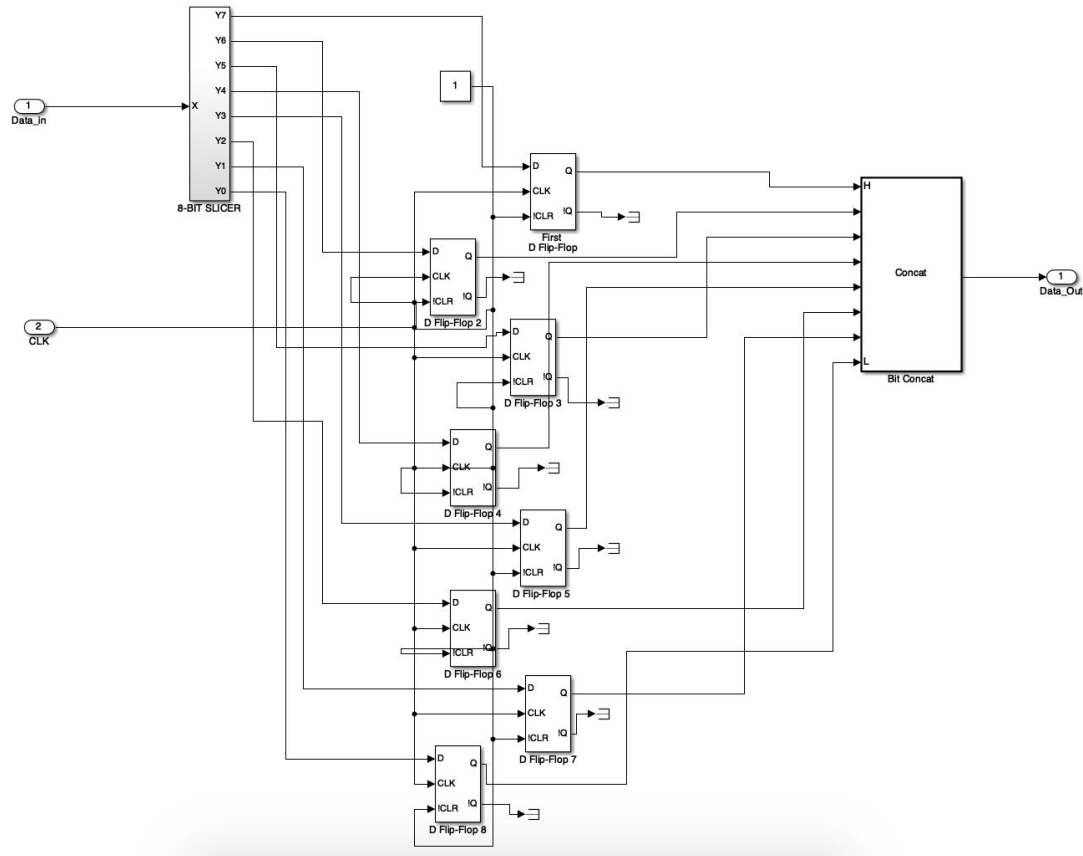 Y7
Y6
Y5
Y4
Y3
Y2
Y1
Y0
X
8-BIT SLICER
1
Data_in
2
CLK
1
D
CLK
!CLR
Q
!Q
First
D Flip-Flop
D
CLK
!CLR
Q
!Q
D Flip-Flop 2
D
CLK
!CLR
Q
!Q
D Flip-Flop 3
D
CLK
!CLR
Q
!Q
D Flip-Flop 4
D
CLK
!CLR
Q
!Q
D Flip-Flop 5
D
CLK
!CLR
Q
!Q
D Flip-Flop 6
D
CLK
!CLR
Q
!Q
D Flip-Flop 7
D
CLK
!CLR
Q
!Q
D Flip-Flop 8
H
Concat
L
Bit Concat
1
Data_Out